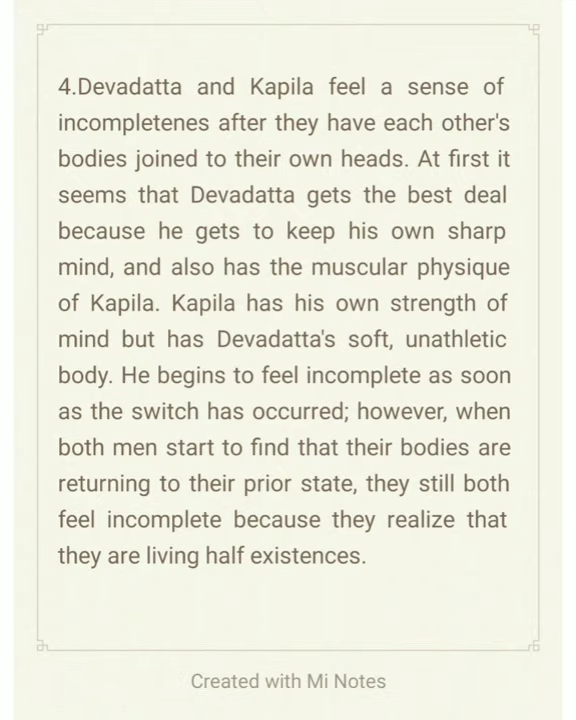 4.Devadatta and Kapila feel a sense of
incompletenes after they have each other's
bodies joined to their own heads. At first it
seems that Devadatta gets the best deal
because he gets to keep his own sharp
mind, and also has the muscular physique
of Kapila. Kapila has his own strength of
mind but has Devadatta's soft, unathletic
body. He begins to feel incomplete as soon
as the switch has occurred; however, when
both men start to find that their bodies are
returning to their prior state, they still both
feel incomplete because they realize that
they are living half existences.
Created with Mi Notes